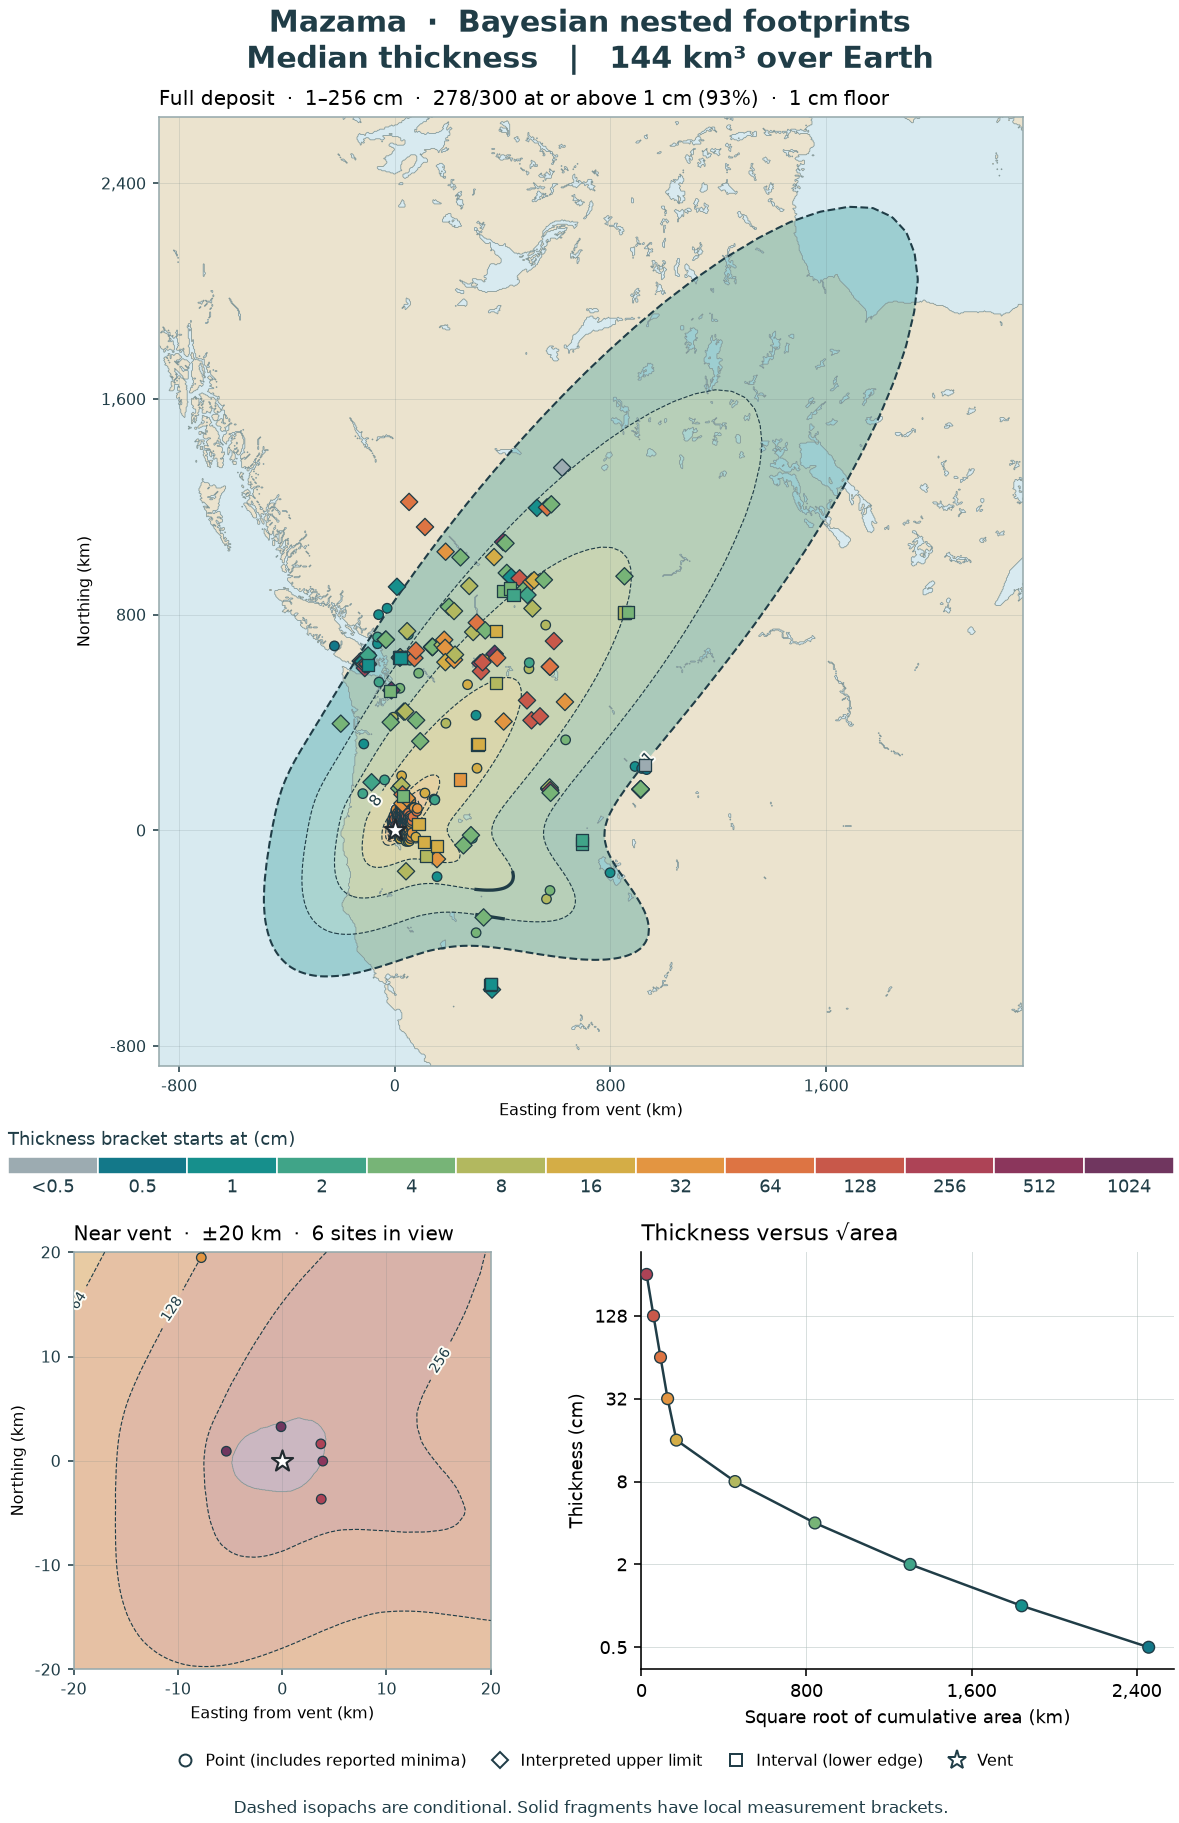 Mazama · Bayesian nested footprints
Median thickness | 144 km³ over Earth
Full deposit · 1–256 cm · 278/300 at or above 1 cm (93%) · 1 cm floor
2,400
1,600
800
0
-800
Northing (km)
8
1
-800 0 800 1,600
Easting from vent (km)
Thickness bracket starts at (cm)
<0.5 0.5 1 2 4 8 16 32 64 128 256 512 1024
Near vent · ±20 km · 6 sites in view
20
10
0
-10
-20
Northing (km)
64
128
256
-20 -10 0 10 20
Easting from vent (km)
Thickness versus √area
128
32
8
2
0.5
Thickness (cm)
0 800 1,600 2,400
Square root of cumulative area (km)
Point (includes reported minima) Interpreted upper limit Interval (lower edge) Vent
Dashed isopachs are conditional. Solid fragments have local measurement brackets.